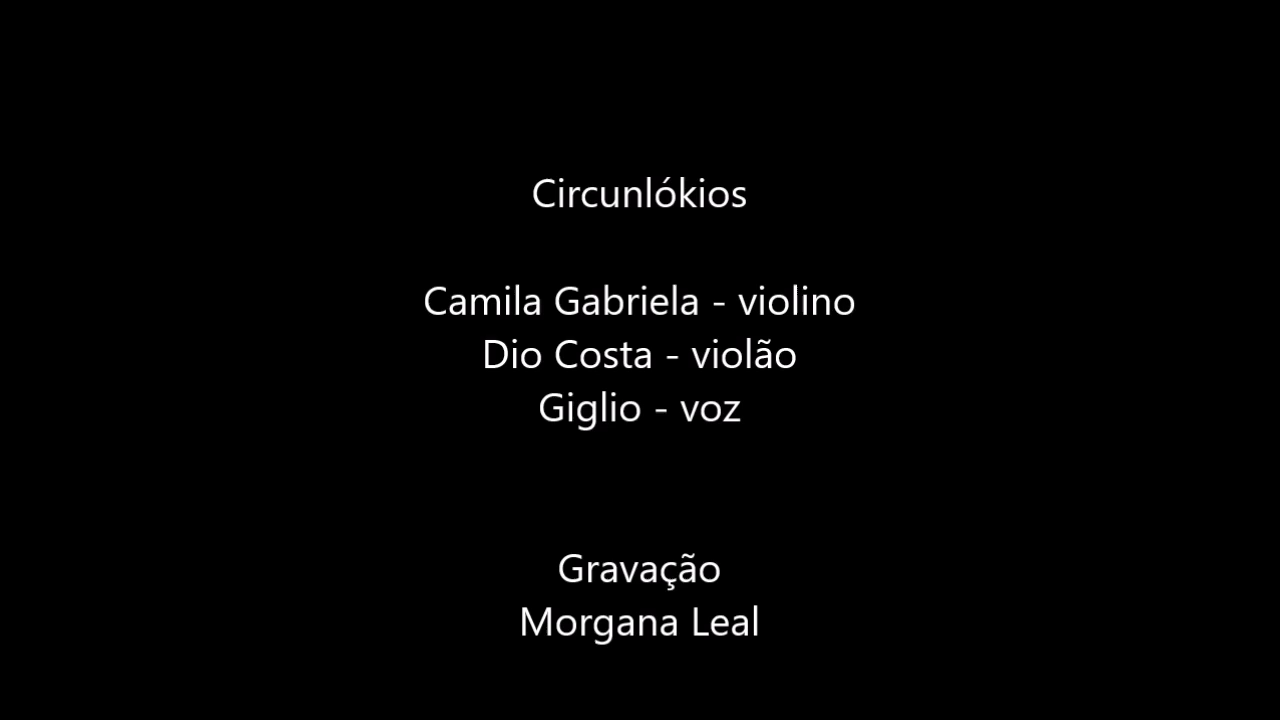 Circunlókios
Camila Gabriela - violino
Dio Costa - violão
Giglio - voz
Gravação
Morgana Leal